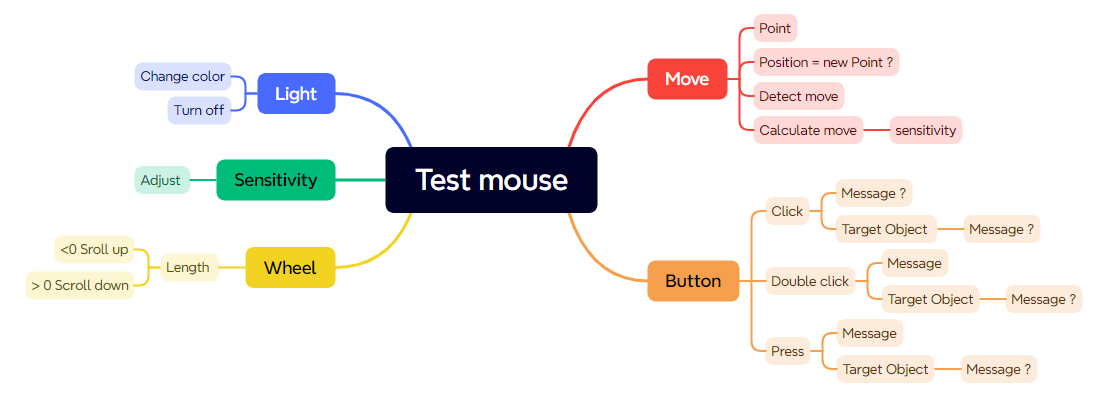 Test mouse
Light
Change color
Turn off
Sensitivity
Adjust
Wheel
Length
<0 Sroll up
> 0 Scroll down
Move
Point
Position = new Point ?
Detect move
Calculate move
sensitivity
Button
Click
Message ?
Target Object
Message ?
Double click
Message
Target Object
Message ?
Press
Message
Target Object
Message ?